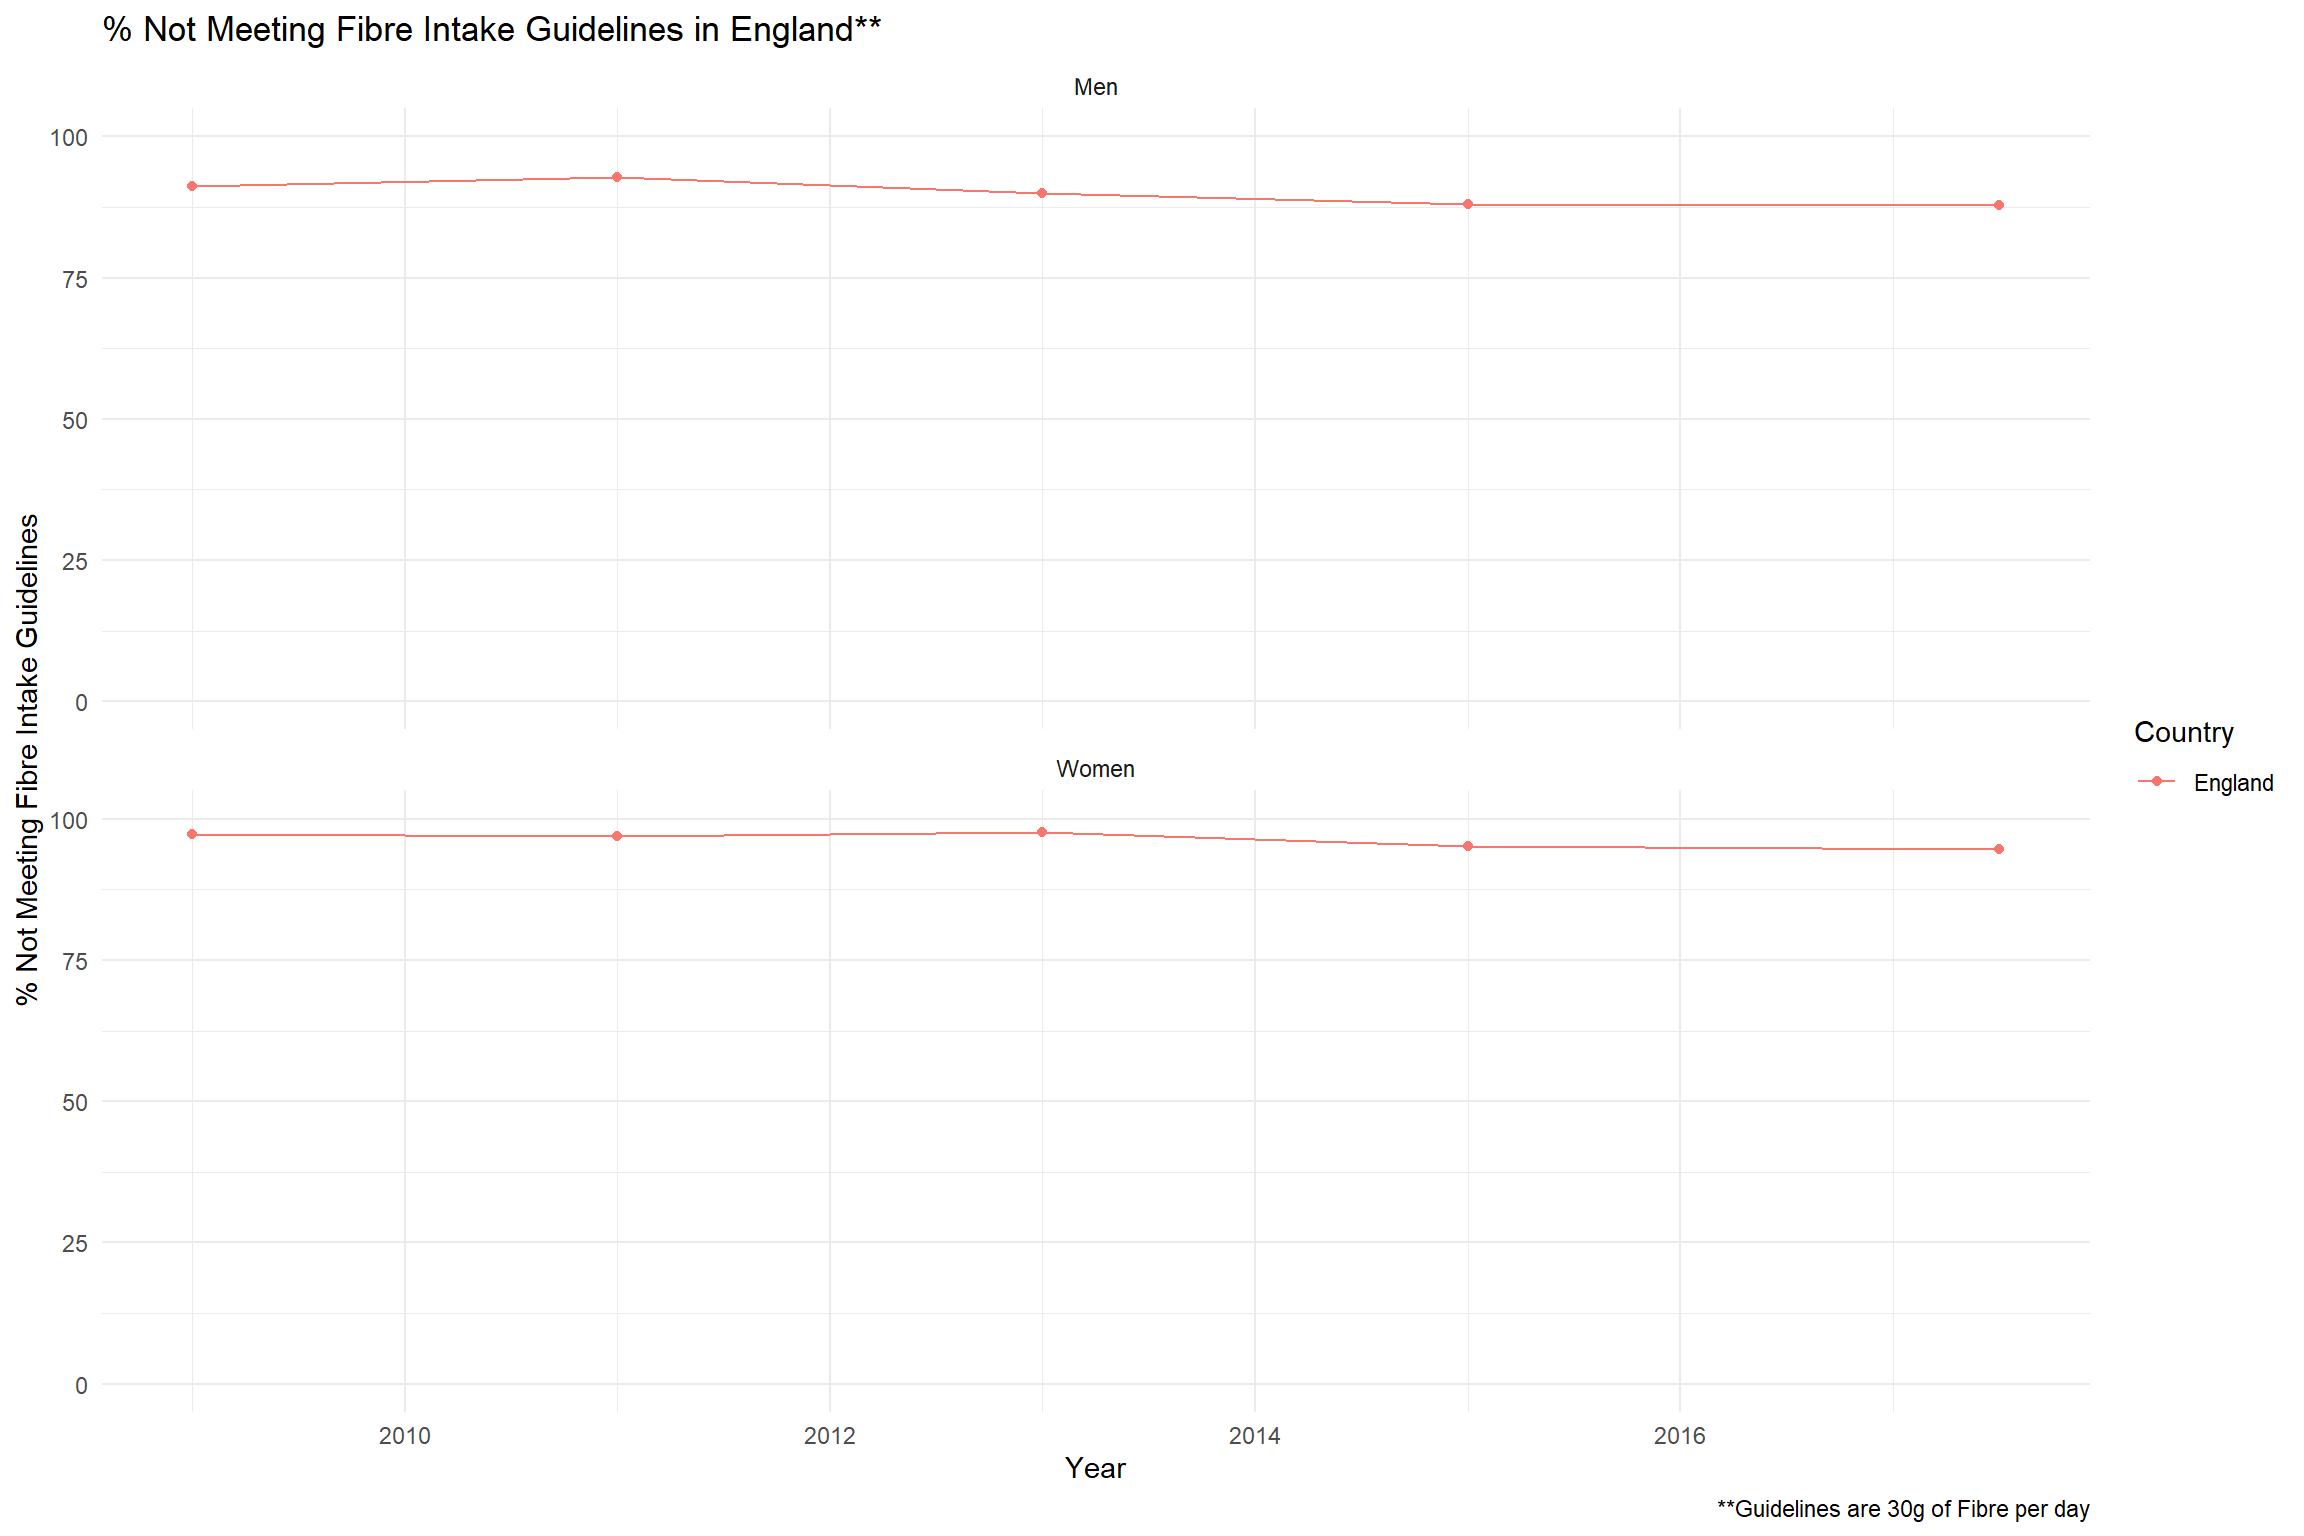 % Not Meeting Fibre Intake Guidelines in England**
Men
100
75
50
25
0
% Not Meeting Fibre Intake Guidelines
Women
100
75
50
25
0
2010 2012 2014 2016
Year
Country
England
**Guidelines are 30g of Fibre per day